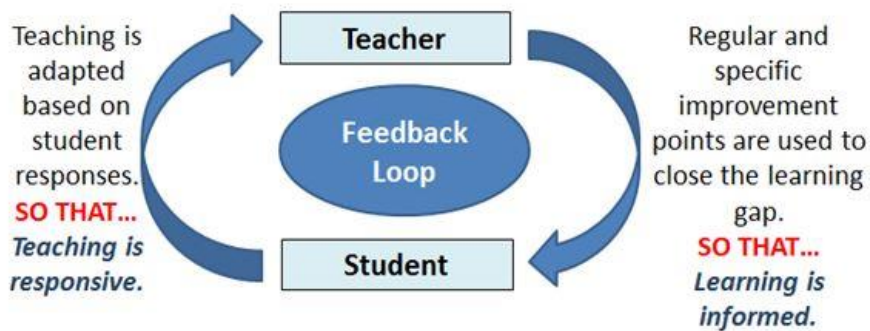 Teaching is
adapted
based on
student
responses.
SO THAT...
Teaching is
responsive.
Teacher
Feedback
Loop
Student
Regular and
specific
improvement
points are used to
close the learning
gap.
SO THAT...
Learning is
informed.